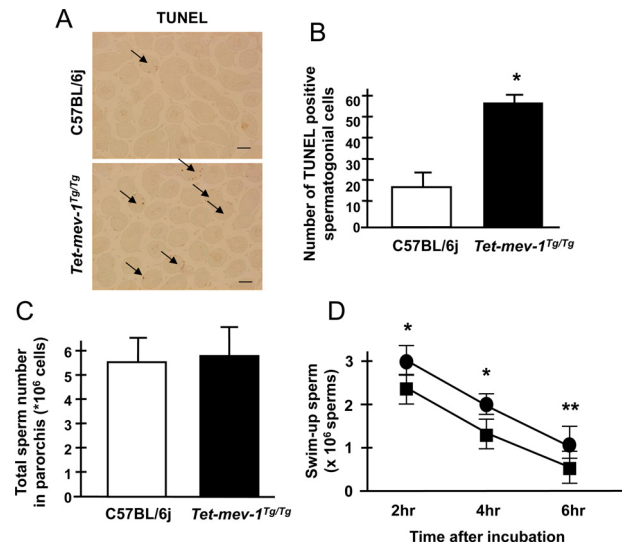 A
TUNEL
C57BL/6j
Tet-mev-1Tg/Tg
B
Number of TUNEL positive
spermatogonial cells
60
50
40
30
20
10
0
*
C57BL/6j
Tet-mev-1Tg/Tg
C
Total sperm number
in parorchis (*10⁶ cells)
6
5
4
3
2
1
0
C57BL/6j
Tet-mev-1Tg/Tg
D
Swim-up sperm
(x 10⁶ sperms)
3
2
1
0
*
*
**
2hr
4hr
6hr
Time after incubation